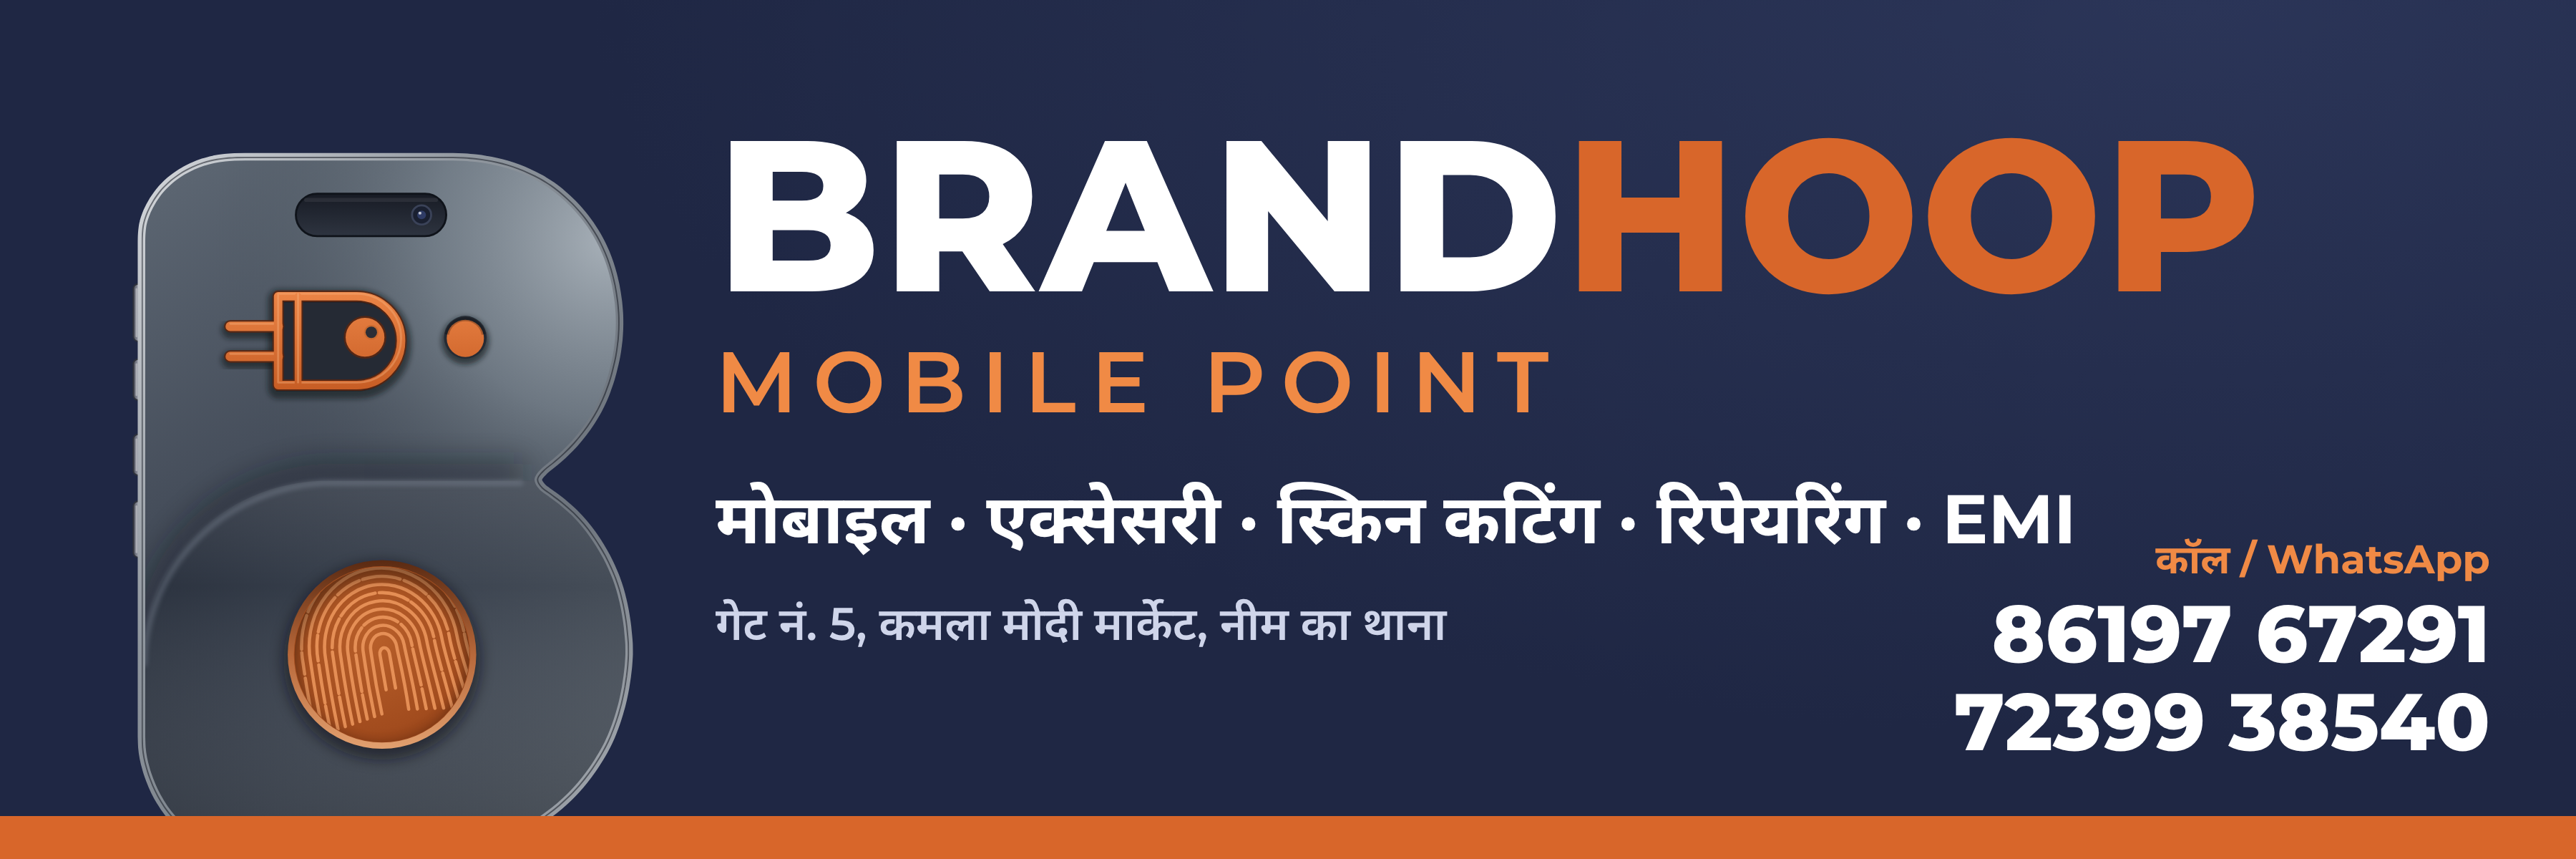 BRANDHOOP
MOBILE POINT
मोबाइल · एक्सेसरी · स्किन कटिंग · रिपेयरिंग · EMI
गेट नं. 5, कमला मोदी मार्केट, नीम का थाना
कॉल / WhatsApp
86197 67291
72399 38540